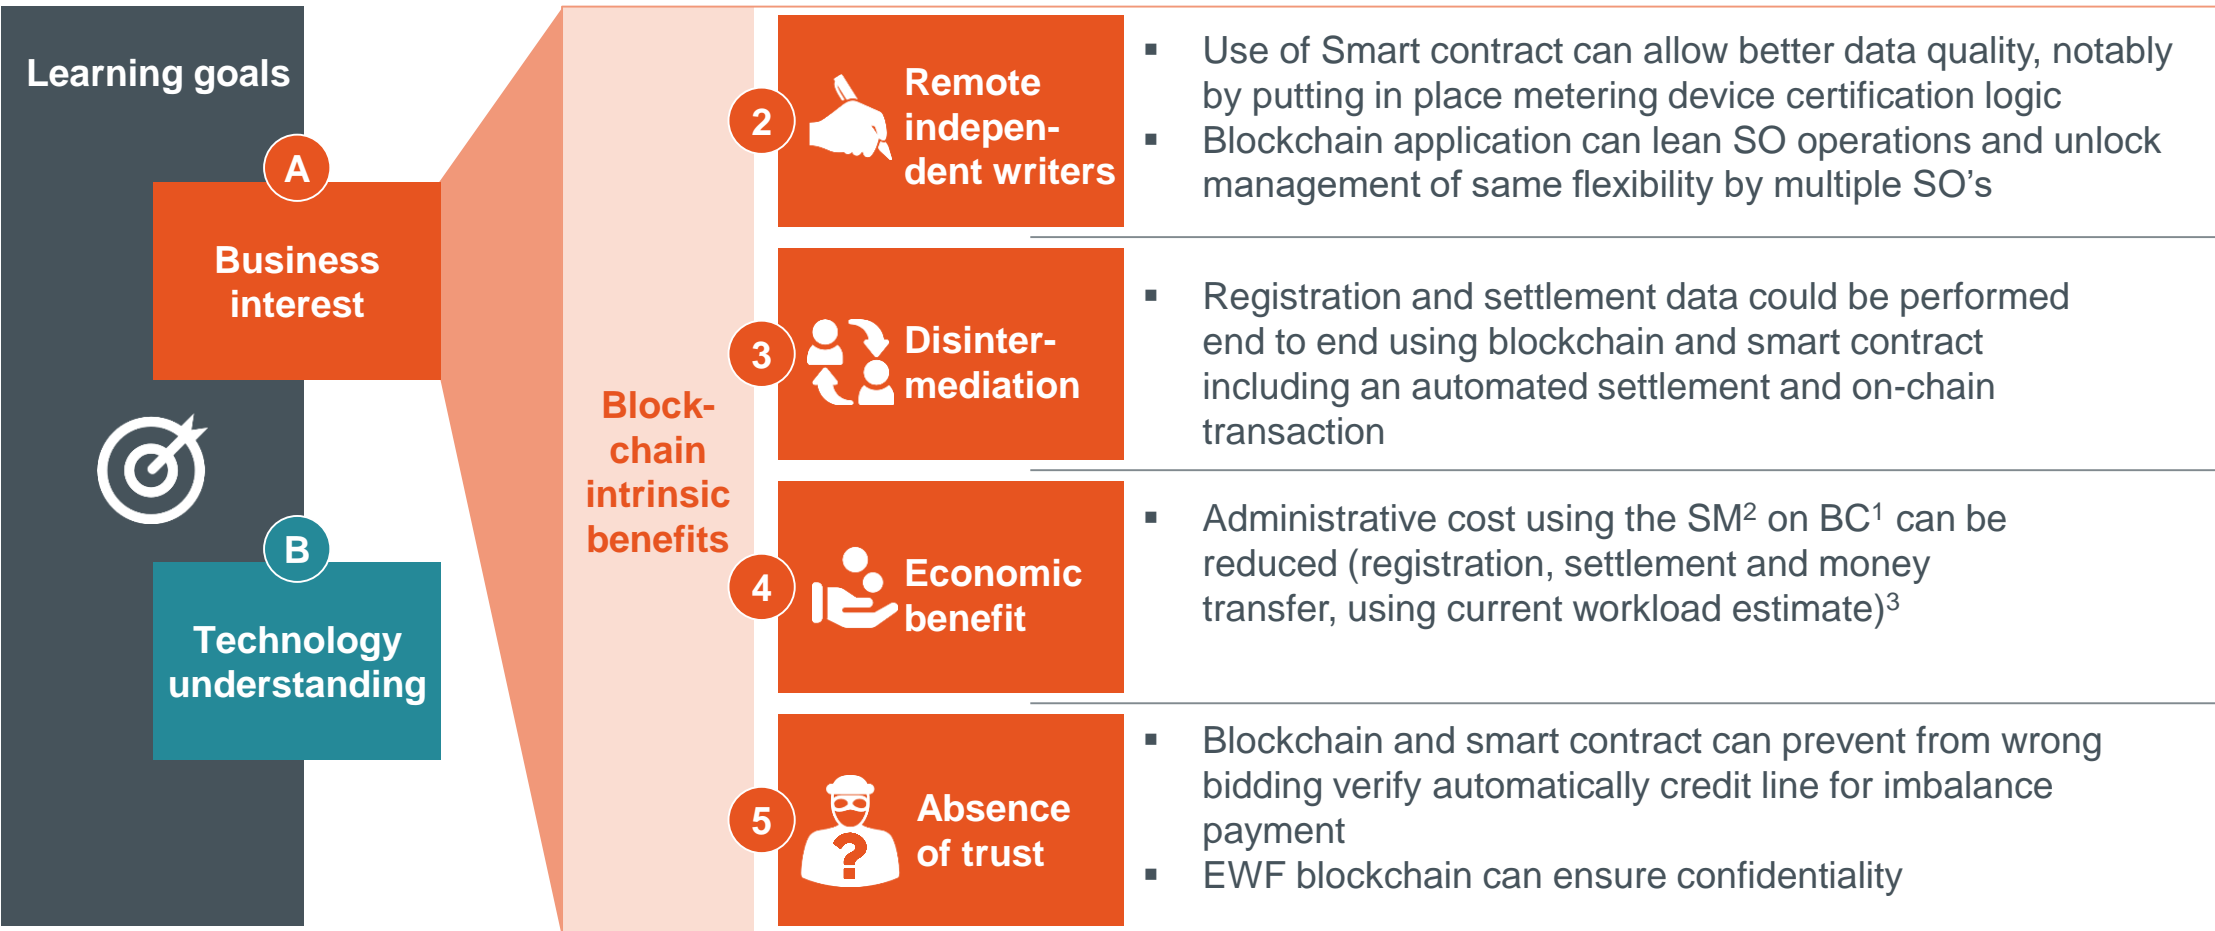 Learning goals
A
Business
interest
B
Technology
understanding
Block-
chain
intrinsic
benefits
2
Remote
indepen-
dent writers
▪ Use of Smart contract can allow better data quality, notably
by putting in place metering device certification logic
▪ Blockchain application can lean SO operations and unlock
management of same flexibility by multiple SO’s
3
Disinter-
mediation
▪ Registration and settlement data could be performed
end to end using blockchain and smart contract
including an automated settlement and on-chain
transaction
4
Economic
benefit
▪ Administrative cost using the SM² on BC¹ can be
reduced (registration, settlement and money
transfer, using current workload estimate)³
5
?
Absence
of trust
▪ Blockchain and smart contract can prevent from wrong
bidding verify automatically credit line for imbalance
payment
▪ EWF blockchain can ensure confidentiality